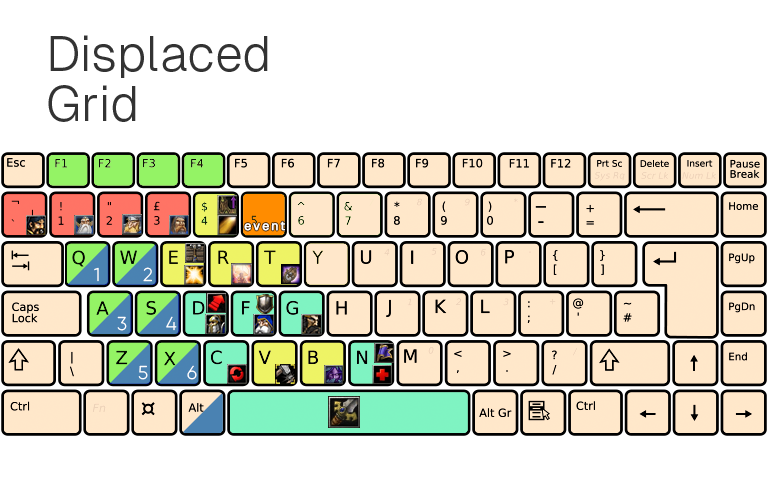 Displaced
Grid
Esc F1 F2 F3 F4 F5 F6 F7 F8 F9 F10 F11 F12 Prt Sc Delete Insert Pause
Sys Rq Scr Lk Num Lk Break
¬ ! " £ $ ^ & * ( ) — + Home
` ¦ 1 2 3 4 5 event 6 7 8 9 0 - =
Q 1 W 2 E R T Y U I O P { [ } ] PgUp
Caps Lock A 3 S 4 D F G H J K L : ; @ ' ~ # PgDn
| \ Z 5 X 6 C V B N M < , > . ? / End
Ctrl Fn Alt Alt Gr Ctrl